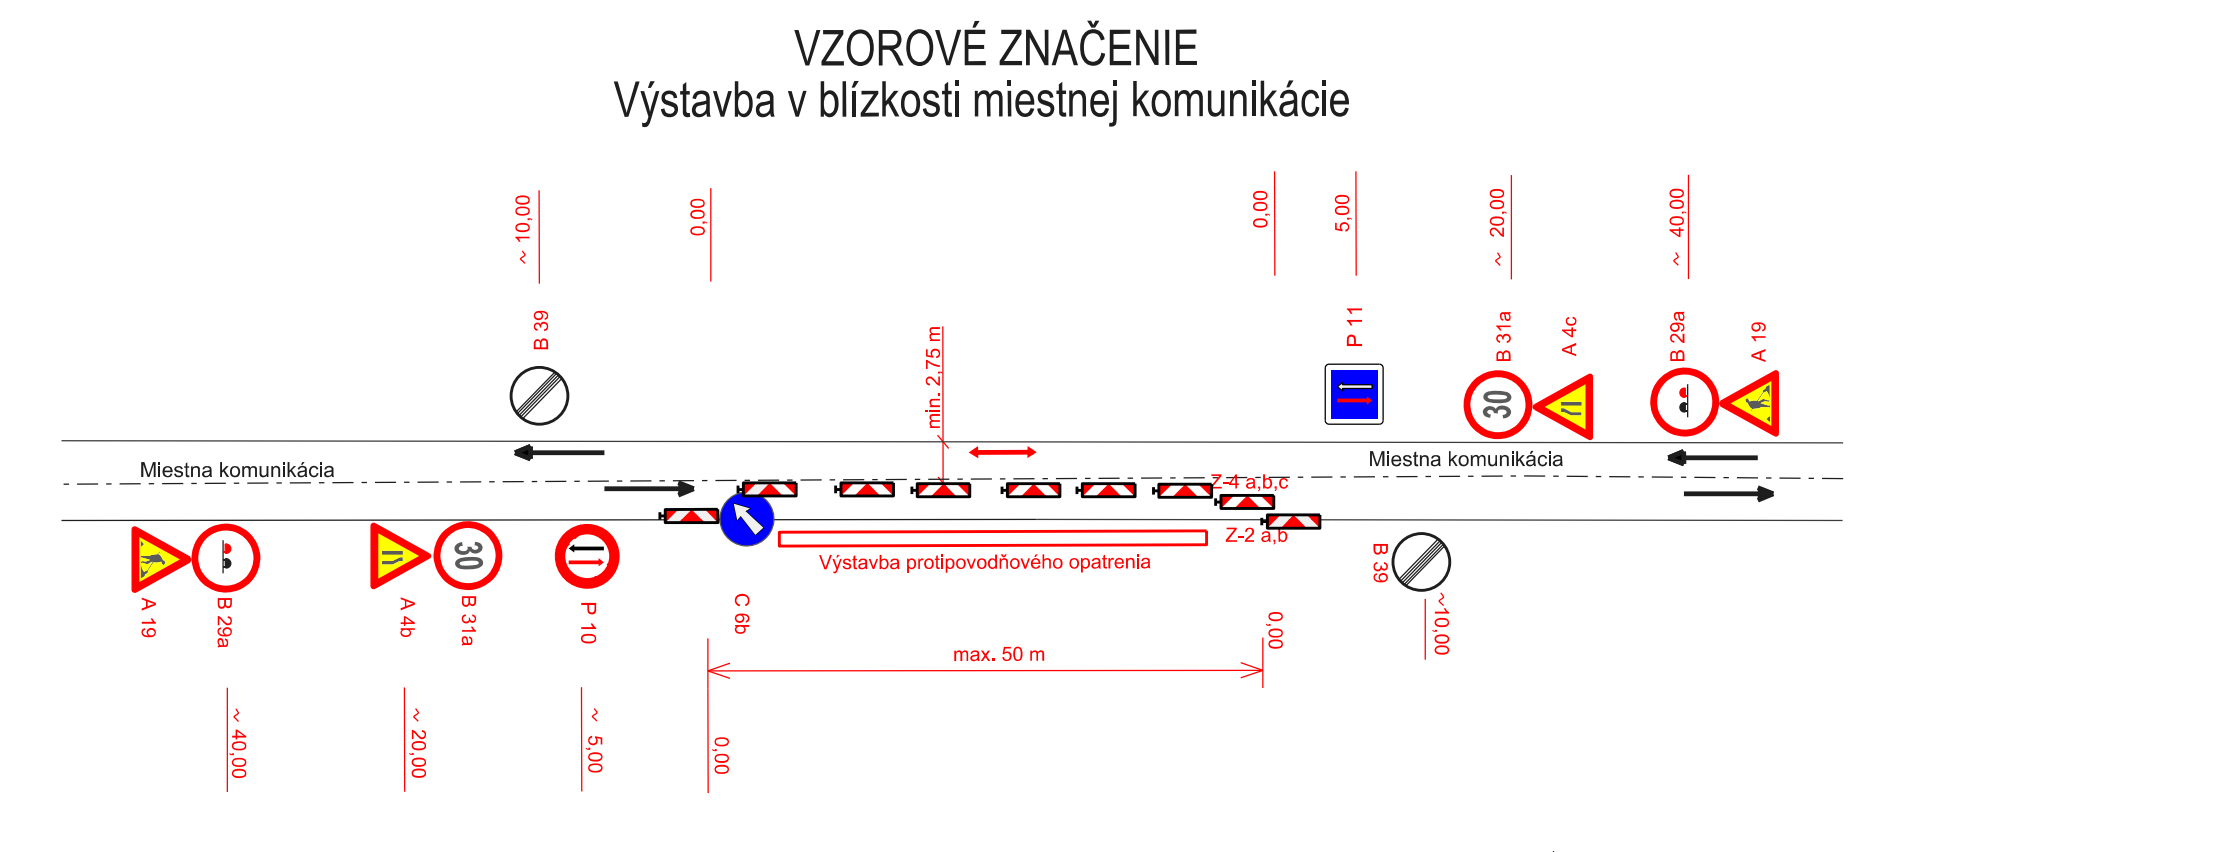 VZOROVÉ ZNAČENIE
Výstavba v blízkosti miestnej komunikácie
~ 10,00
0,00
0,00
5,00
~ 20,00
~ 40,00
B 39
min. 2,75 m
P 11
B 31a
A 4c
B 29a
A 19
30
Miestna komunikácia
Miestna komunikácia
Z-4 a,b,c
Z-2 a,b
Výstavba protipovodňového opatrenia
30
A 19
B 29a
A 4b
B 31a
P 10
C 6b
B 39
~10,00
0,00
max. 50 m
~ 40,00
~ 20,00
~ 5,00
0,00